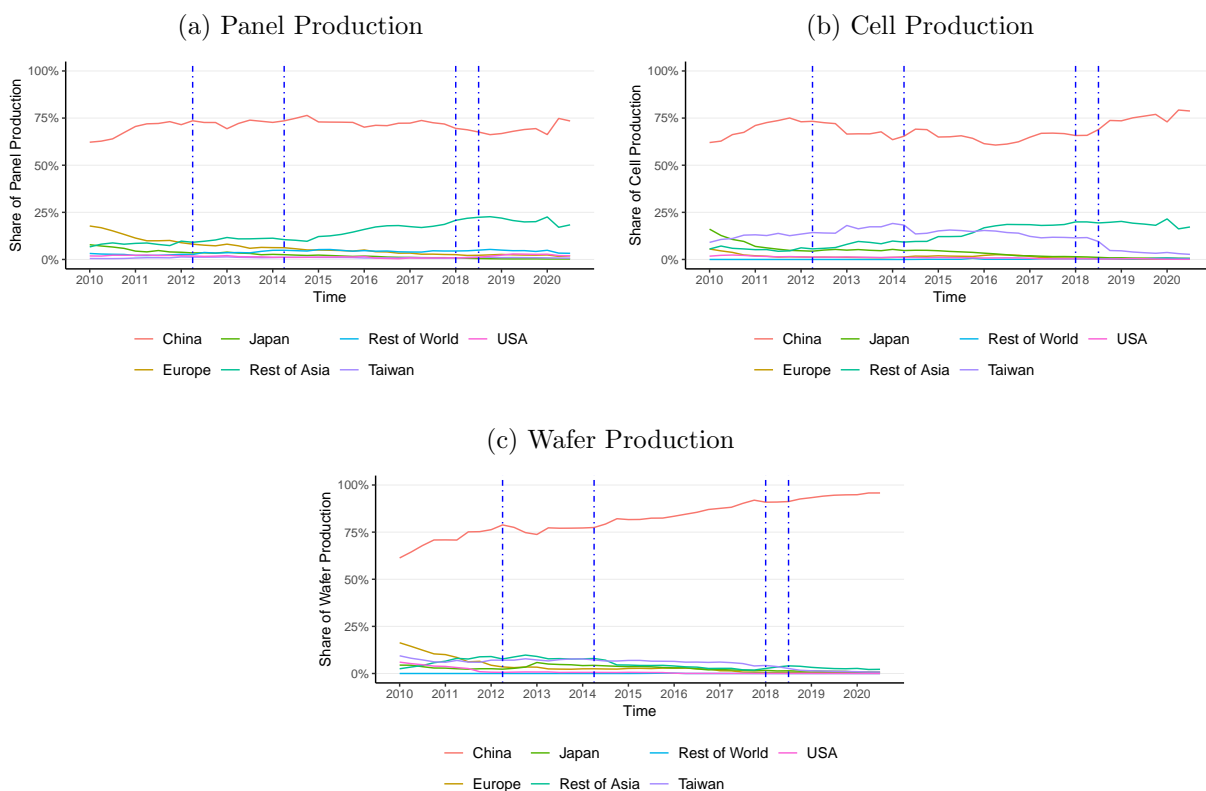 (a) Panel Production
100%
75%
50%
25%
0%
Share of Panel Production
2010 2011 2012 2013 2014 2015 2016 2017 2018 2019 2020
Time
China Japan Rest of World USA
Europe Rest of Asia Taiwan
(b) Cell Production
100%
75%
50%
25%
0%
Share of Cell Production
2010 2011 2012 2013 2014 2015 2016 2017 2018 2019 2020
Time
China Japan Rest of World USA
Europe Rest of Asia Taiwan
(c) Wafer Production
100%
75%
50%
25%
0%
Share of Wafer Production
2010 2011 2012 2013 2014 2015 2016 2017 2018 2019 2020
Time
China Japan Rest of World USA
Europe Rest of Asia Taiwan